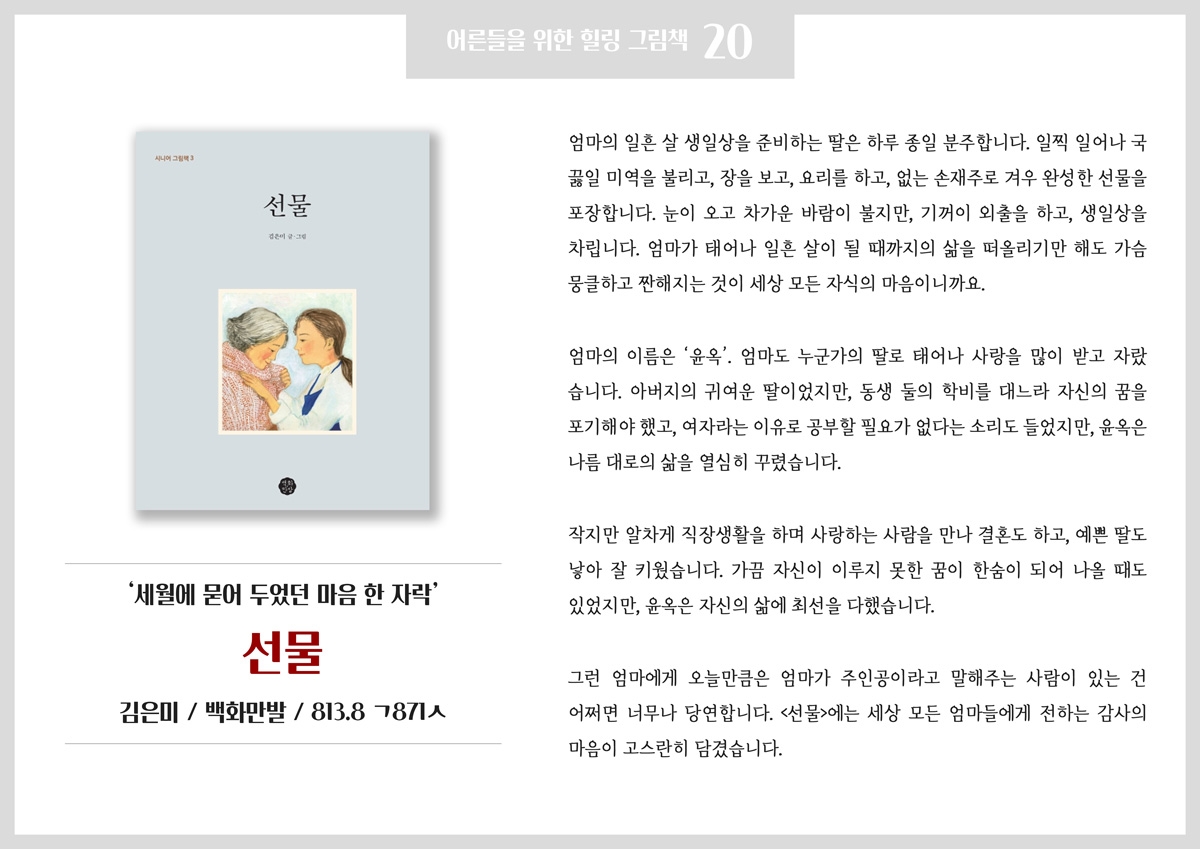 어른들을 위한 힐링 그림책 20
시니어 그림책 3
선물
김은미 글·그림
백화만발
‘세월에 묻어 두었던 마음 한 자락’
선물
김은미 / 백화만발 / 813.8 ㄱ871ㅅ
엄마의 일흔 살 생일상을 준비하는 딸은 하루 종일 분주합니다. 일찍 일어나 국
끓일 미역을 불리고, 장을 보고, 요리를 하고, 없는 손재주로 겨우 완성한 선물을
포장합니다. 눈이 오고 차가운 바람이 불지만, 기꺼이 외출을 하고, 생일상을
차립니다. 엄마가 태어나 일흔 살이 될 때까지의 삶을 떠올리기만 해도 가슴
뭉클하고 짠해지는 것이 세상 모든 자식의 마음이니까요.
엄마의 이름은 ‘윤옥’. 엄마도 누군가의 딸로 태어나 사랑을 많이 받고 자랐
습니다. 아버지의 귀여운 딸이었지만, 동생 둘의 학비를 대느라 자신의 꿈을
포기해야 했고, 여자라는 이유로 공부할 필요가 없다는 소리도 들었지만, 윤옥은
나름 대로의 삶을 열심히 꾸렸습니다.
작지만 알차게 직장생활을 하며 사랑하는 사람을 만나 결혼도 하고, 예쁜 딸도
낳아 잘 키웠습니다. 가끔 자신이 이루지 못한 꿈이 한숨이 되어 나올 때도
있었지만, 윤옥은 자신의 삶에 최선을 다했습니다.
그런 엄마에게 오늘만큼은 엄마가 주인공이라고 말해주는 사람이 있는 건
어쩌면 너무나 당연합니다. <선물>에는 세상 모든 엄마들에게 전하는 감사의
마음이 고스란히 담겼습니다.